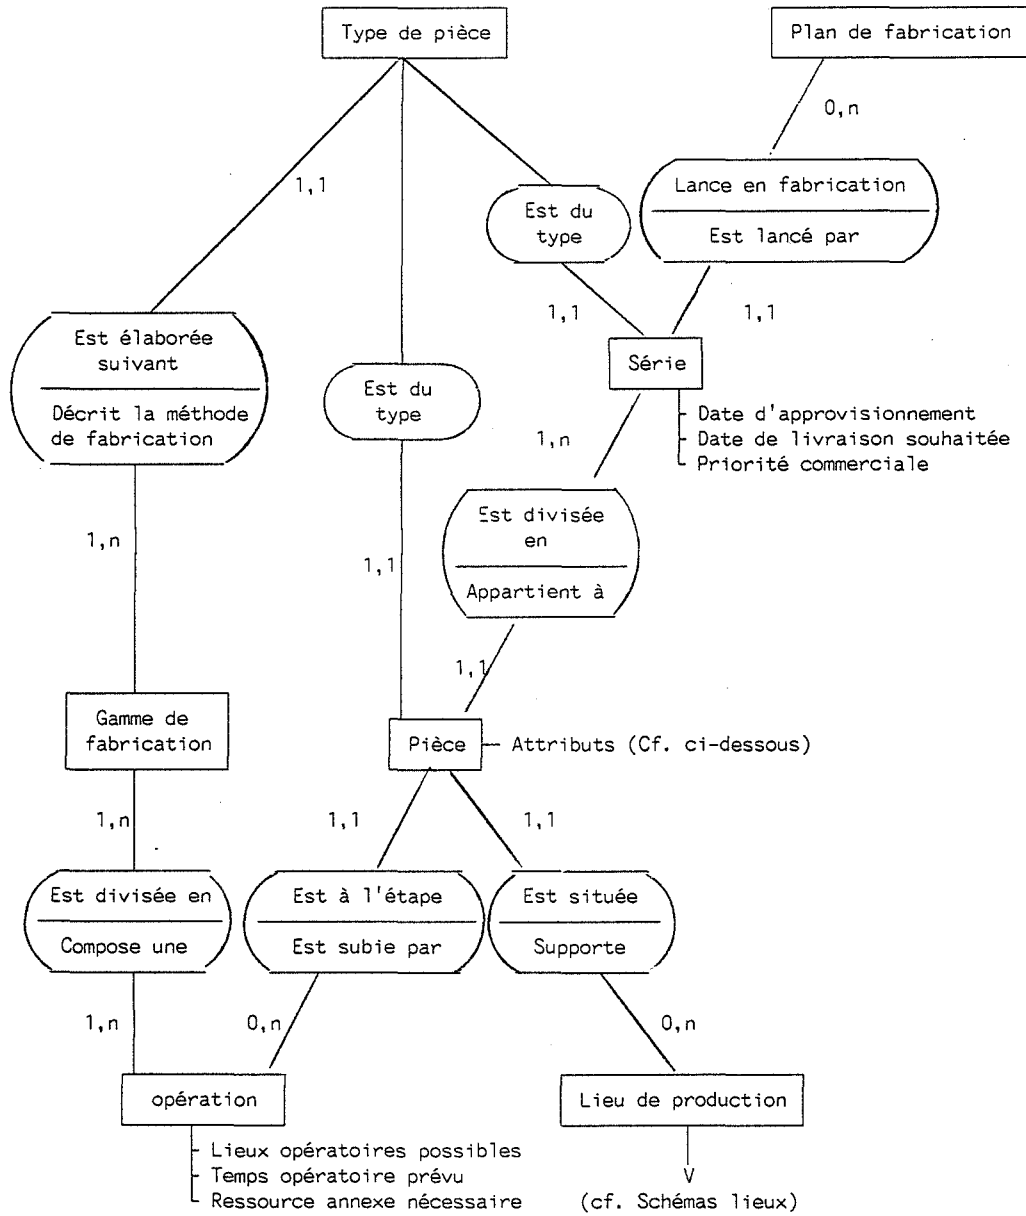 Type de pièce
Plan de fabrication
0,n
1,1
Lance en fabrication
Est lancé par
Est du
type
1,1
1,1
Est élaborée
suivant
Décrit la méthode
de fabrication
Est du
type
Série
Date d'approvisionnement
Date de livraison souhaitée
Priorité commerciale
1,n
Est divisée
en
Appartient à
1,n
1,1
1,1
Gamme de
fabrication
Pièce
Attributs (Cf. ci-dessous)
1,n
1,1
1,1
Est divisée en
Compose une
Est à l'étape
Est subie par
Est située
Supporte
1,n
0,n
0,n
opération
Lieu de production
Lieux opératoires possibles
Temps opératoire prévu
Ressource annexe nécessaire
V
(cf. Schémas lieux)